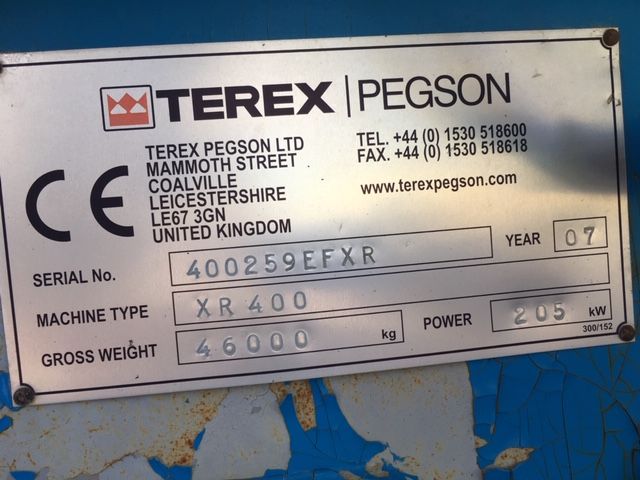 TEREX | PEGSON
TEREX PEGSON LTD
MAMMOTH STREET
COALVILLE
LEICESTERSHIRE
LE67 3GN
UNITED KINGDOM
TEL. +44 (0) 1530 518600
FAX. +44 (0) 1530 518618
www.terexpegson.com
CE
SERIAL No. 400259EFXR YEAR 07
MACHINE TYPE XR400
GROSS WEIGHT 46000 kg POWER 205 kW
300/152